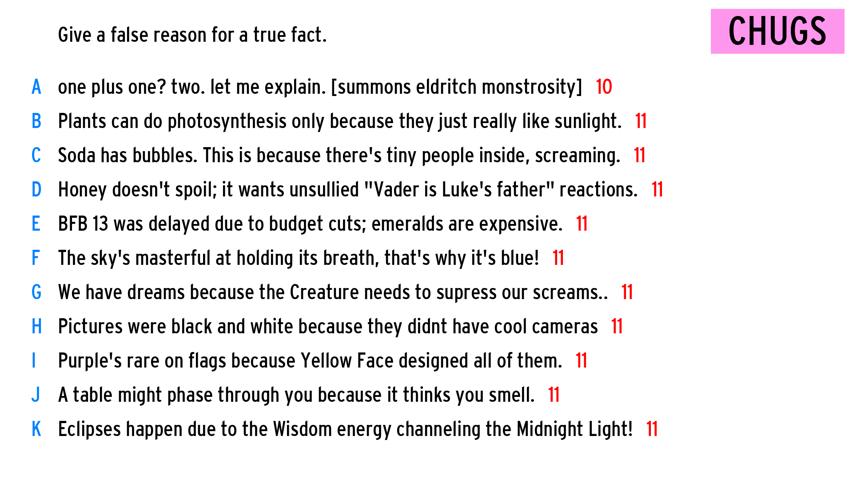 Give a false reason for a true fact.
CHUGS
A one plus one? two. let me explain. [summons eldritch monstrosity] 10
B Plants can do photosynthesis only because they just really like sunlight. 11
C Soda has bubbles. This is because there's tiny people inside, screaming. 11
D Honey doesn't spoil; it wants unsullied "Vader is Luke's father" reactions. 11
E BFB 13 was delayed due to budget cuts; emeralds are expensive. 11
F The sky's masterful at holding its breath, that's why it's blue! 11
G We have dreams because the Creature needs to supress our screams.. 11
H Pictures were black and white because they didnt have cool cameras 11
I Purple's rare on flags because Yellow Face designed all of them. 11
J A table might phase through you because it thinks you smell. 11
K Eclipses happen due to the Wisdom energy channeling the Midnight Light! 11